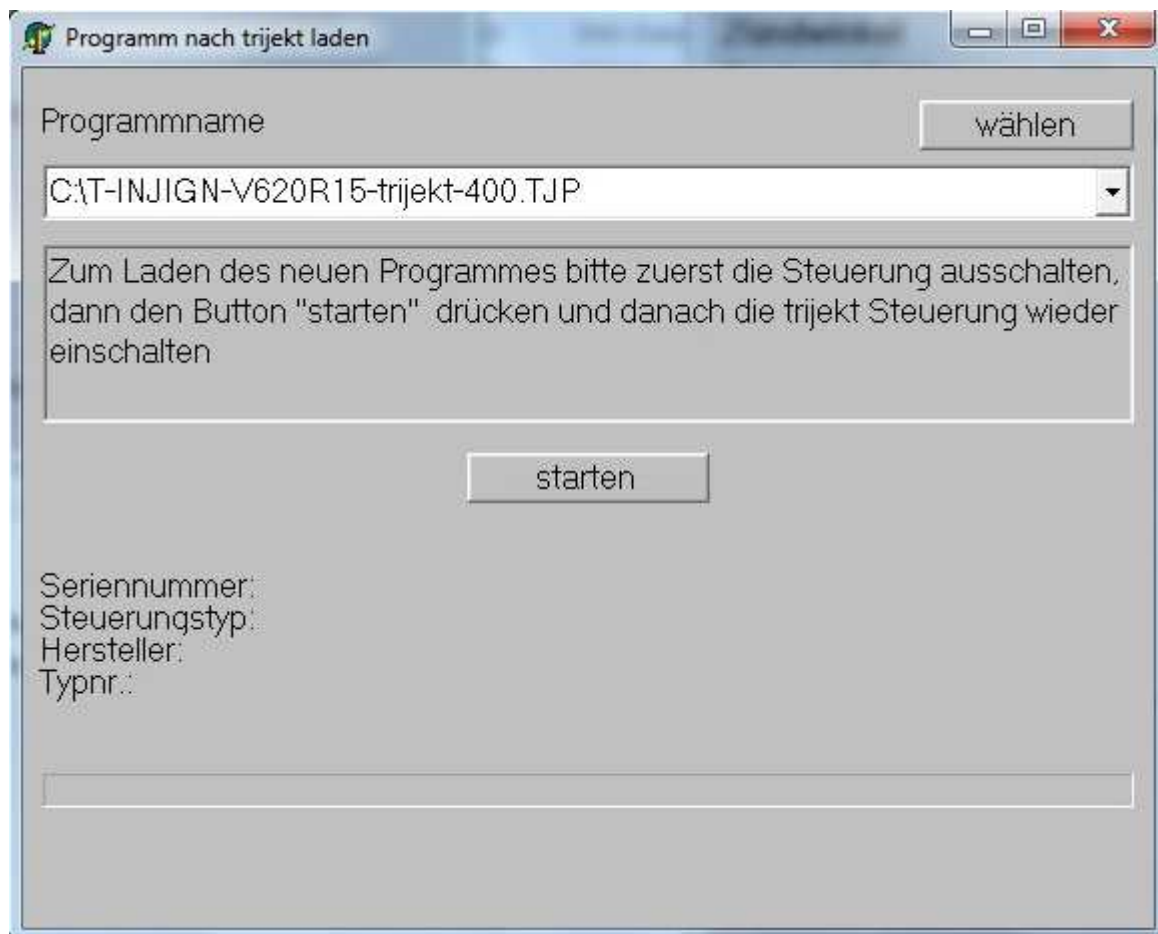 Programm nach trijekt laden
Programmname
wählen
C:\T-INJIGN-V620R15-trijekt-400.TJP
Zum Laden des neuen Programmes bitte zuerst die Steuerung ausschalten,
dann den Button "starten"  drücken und danach die trijekt Steuerung wieder
einschalten
starten
Seriennummer:
Steuerungstyp:
Hersteller:
Typnr.: